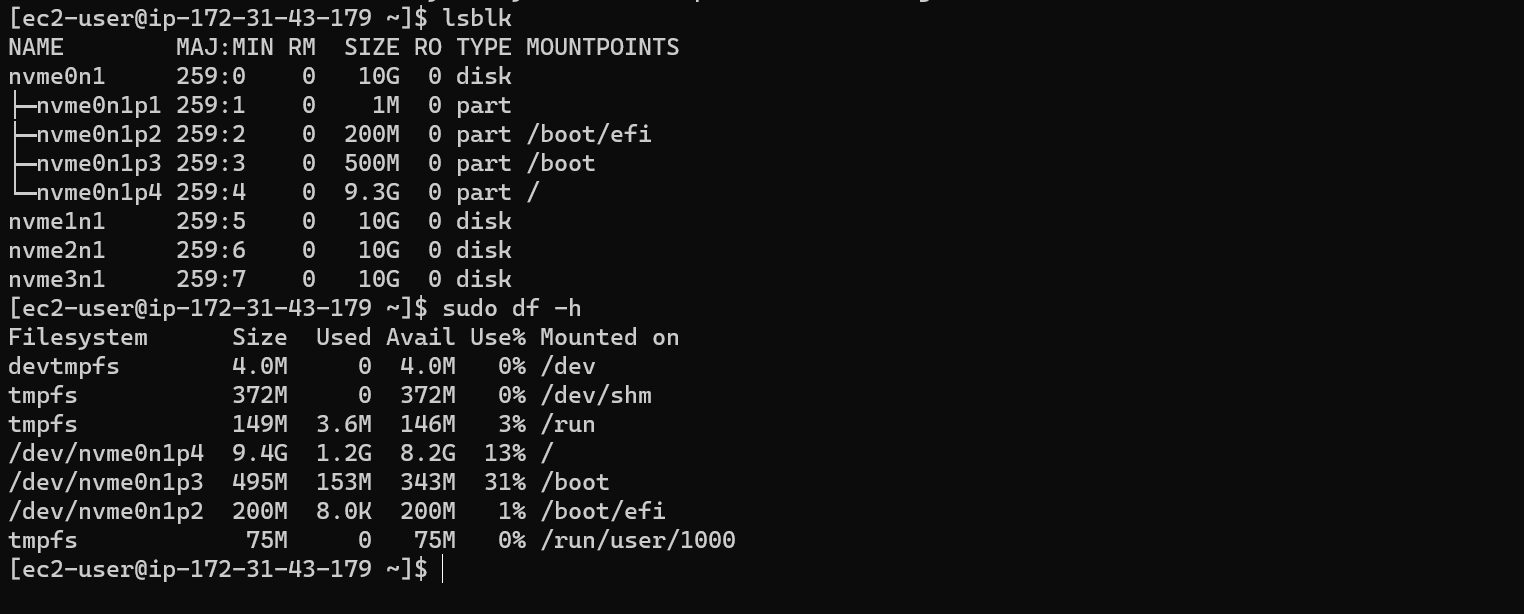 [ec2-user@ip-172-31-43-179 ~]$ lsblk
NAME        MAJ:MIN RM  SIZE RO TYPE MOUNTPOINTS
nvme0n1     259:0    0   10G  0 disk
├─nvme0n1p1 259:1    0    1M  0 part
├─nvme0n1p2 259:2    0  200M  0 part /boot/efi
├─nvme0n1p3 259:3    0  500M  0 part /boot
└─nvme0n1p4 259:4    0  9.3G  0 part /
nvme1n1     259:5    0   10G  0 disk
nvme2n1     259:6    0   10G  0 disk
nvme3n1     259:7    0   10G  0 disk
[ec2-user@ip-172-31-43-179 ~]$ sudo df -h
Filesystem      Size  Used Avail Use% Mounted on
devtmpfs        4.0M     0  4.0M   0% /dev
tmpfs           372M     0  372M   0% /dev/shm
tmpfs           149M  3.6M  146M   3% /run
/dev/nvme0n1p4  9.4G  1.2G  8.2G  13% /
/dev/nvme0n1p3  495M  153M  343M  31% /boot
/dev/nvme0n1p2  200M  8.0K  200M   1% /boot/efi
tmpfs            75M     0   75M   0% /run/user/1000
[ec2-user@ip-172-31-43-179 ~]$